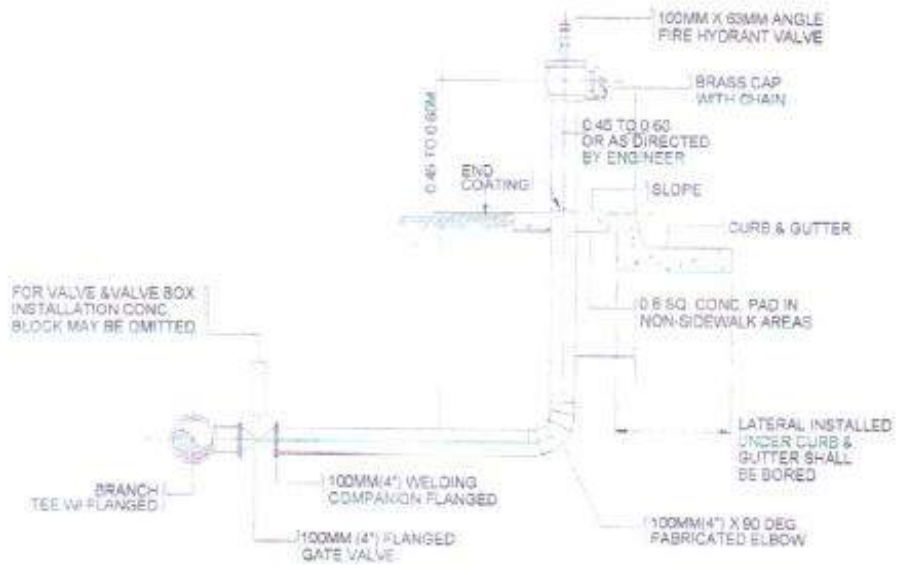 100MM X 63MM ANGLE
FIRE HYDRANT VALVE
BRASS CAP
WITH CHAIN
0.45 TO 0.60M
0.45 TO 0.60
OR AS DIRECTED
BY ENGINEER
END
COATING
SLOPE
CURB & GUTTER
FOR VALVE & VALVE BOX
INSTALLATION CONC.
BLOCK MAY BE OMITTED
0.6 SQ. CONC. PAD IN
NON-SIDEWALK AREAS
LATERAL INSTALLED
UNDER CURB &
GUTTER SHALL
BE BORED
BRANCH
TEE W/ FLANGED
100MM(4") WELDING
COMPANION FLANGED
100MM (4") FLANGED
GATE VALVE
100MM(4") X 90 DEG.
FABRICATED ELBOW